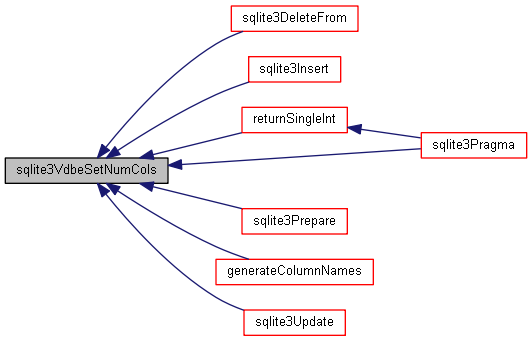 sqlite3DeleteFrom
sqlite3Insert
returnSingleInt
sqlite3Pragma
sqlite3VdbeSetNumCols
sqlite3Prepare
generateColumnNames
sqlite3Update